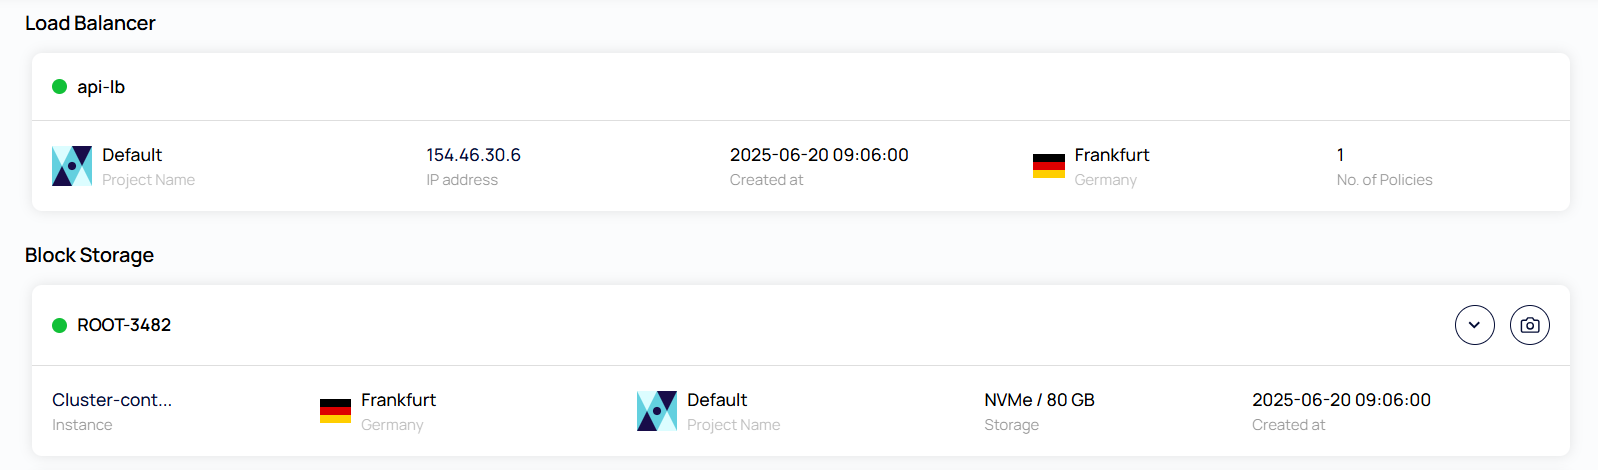 Load Balancer
api-lb
Default 154.46.30.6 2025-06-20 09:06:00 Frankfurt 1
Project Name IP address Created at Germany No. of Policies
Block Storage
ROOT-3482
Cluster-cont... Frankfurt Default NVMe / 80 GB 2025-06-20 09:06:00
Instance Germany Project Name Storage Created at